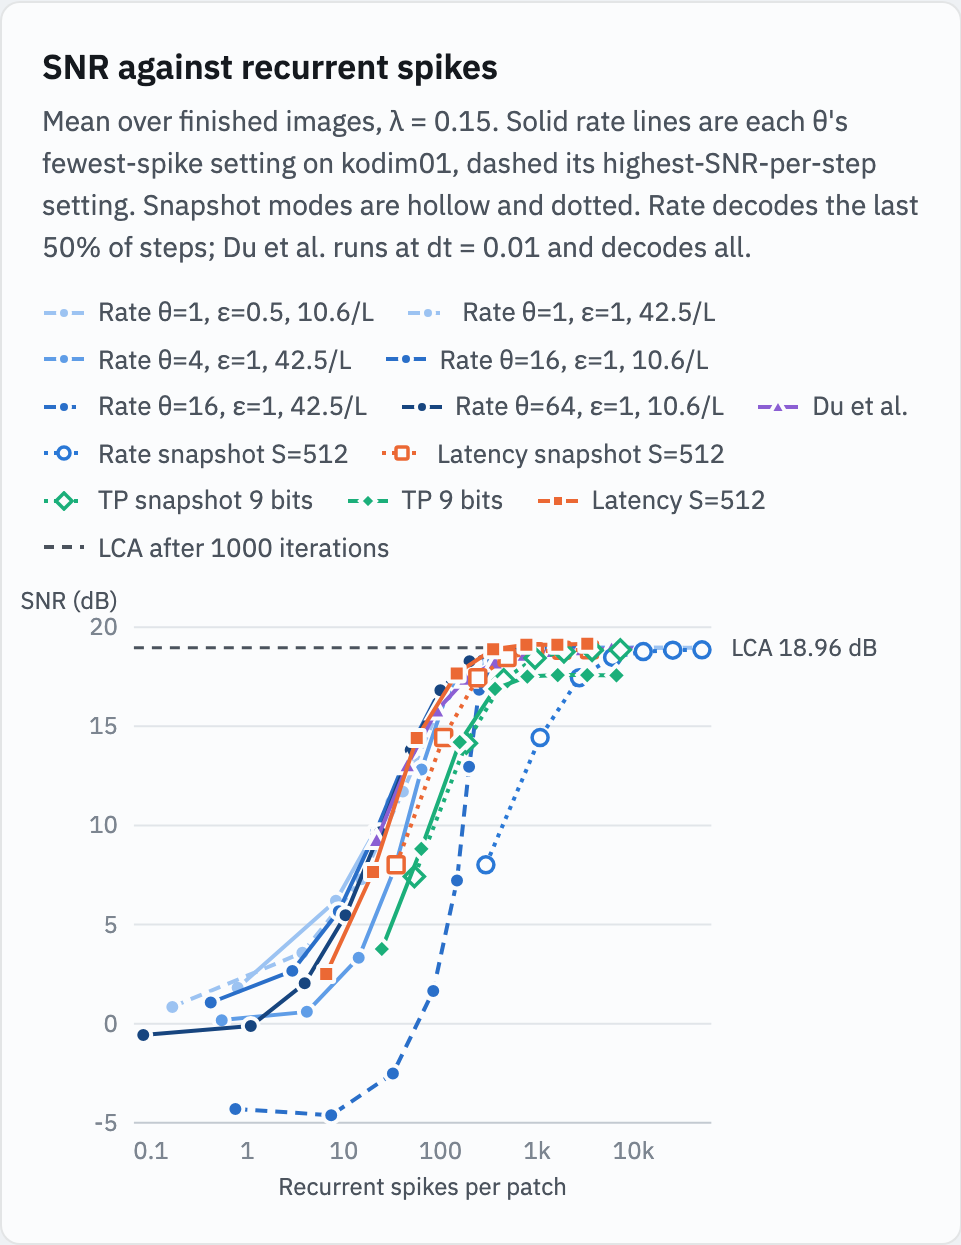 SNR against recurrent spikes
Mean over finished images, λ = 0.15. Solid rate lines are each θ's
fewest-spike setting on kodim01, dashed its highest-SNR-per-step
setting. Snapshot modes are hollow and dotted. Rate decodes the last
50% of steps; Du et al. runs at dt = 0.01 and decodes all.
Rate θ=1, ε=0.5, 10.6/L Rate θ=1, ε=1, 42.5/L
Rate θ=4, ε=1, 42.5/L Rate θ=16, ε=1, 10.6/L
Rate θ=16, ε=1, 42.5/L Rate θ=64, ε=1, 10.6/L Du et al.
Rate snapshot S=512 Latency snapshot S=512
TP snapshot 9 bits TP 9 bits Latency S=512
LCA after 1000 iterations
SNR (dB)
20
LCA 18.96 dB
15
10
5
0
-5
0.1 1 10 100 1k 10k
Recurrent spikes per patch